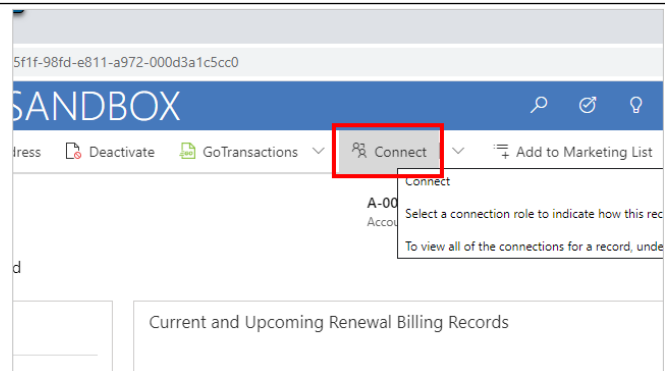 5f1f-98fd-e811-a972-000d3a1c5cc0
SANDBOX
dress Deactivate GoTransactions Connect Add to Marketing List
Connect
Select a connection role to indicate how this rec
To view all of the connections for a record, unde
A-00
Accou
d
Current and Upcoming Renewal Billing Records